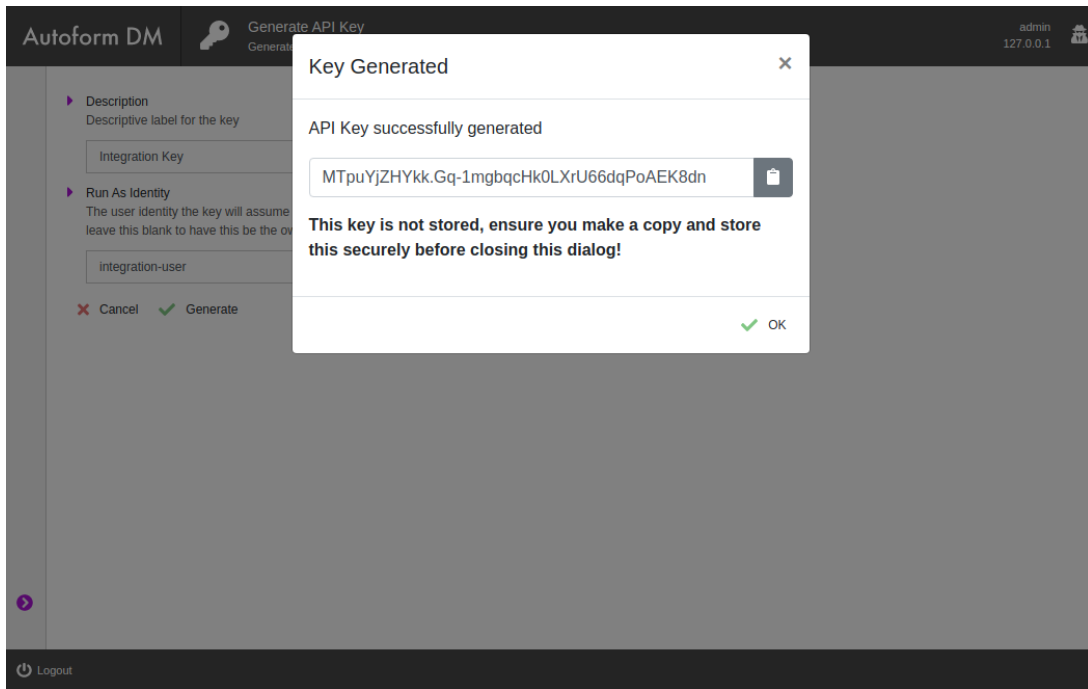 Autoform DM
Generate API Key
Generate
admin
127.0.0.1
Key Generated
×
API Key successfully generated
MTpuYjZHYkk.Gq-1mgbqcHk0LXrU66dqPoAEK8dn
This key is not stored, ensure you make a copy and store
this securely before closing this dialog!
OK
Description
Descriptive label for the key
Integration Key
Run As Identity
The user identity the key will assume
leave this blank to have this be the ow
integration-user
Cancel
Generate
Logout